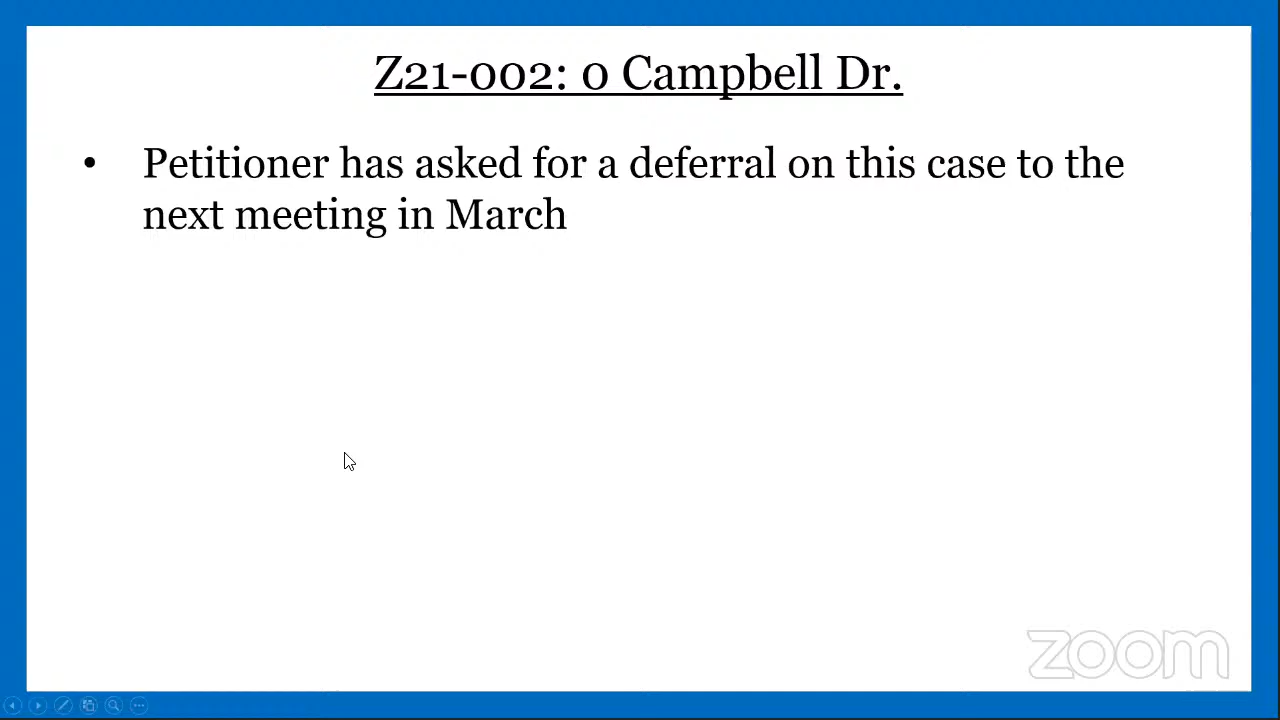 Z21-002: 0 Campbell Dr.
• Petitioner has asked for a deferral on this case to the
next meeting in March
zoom